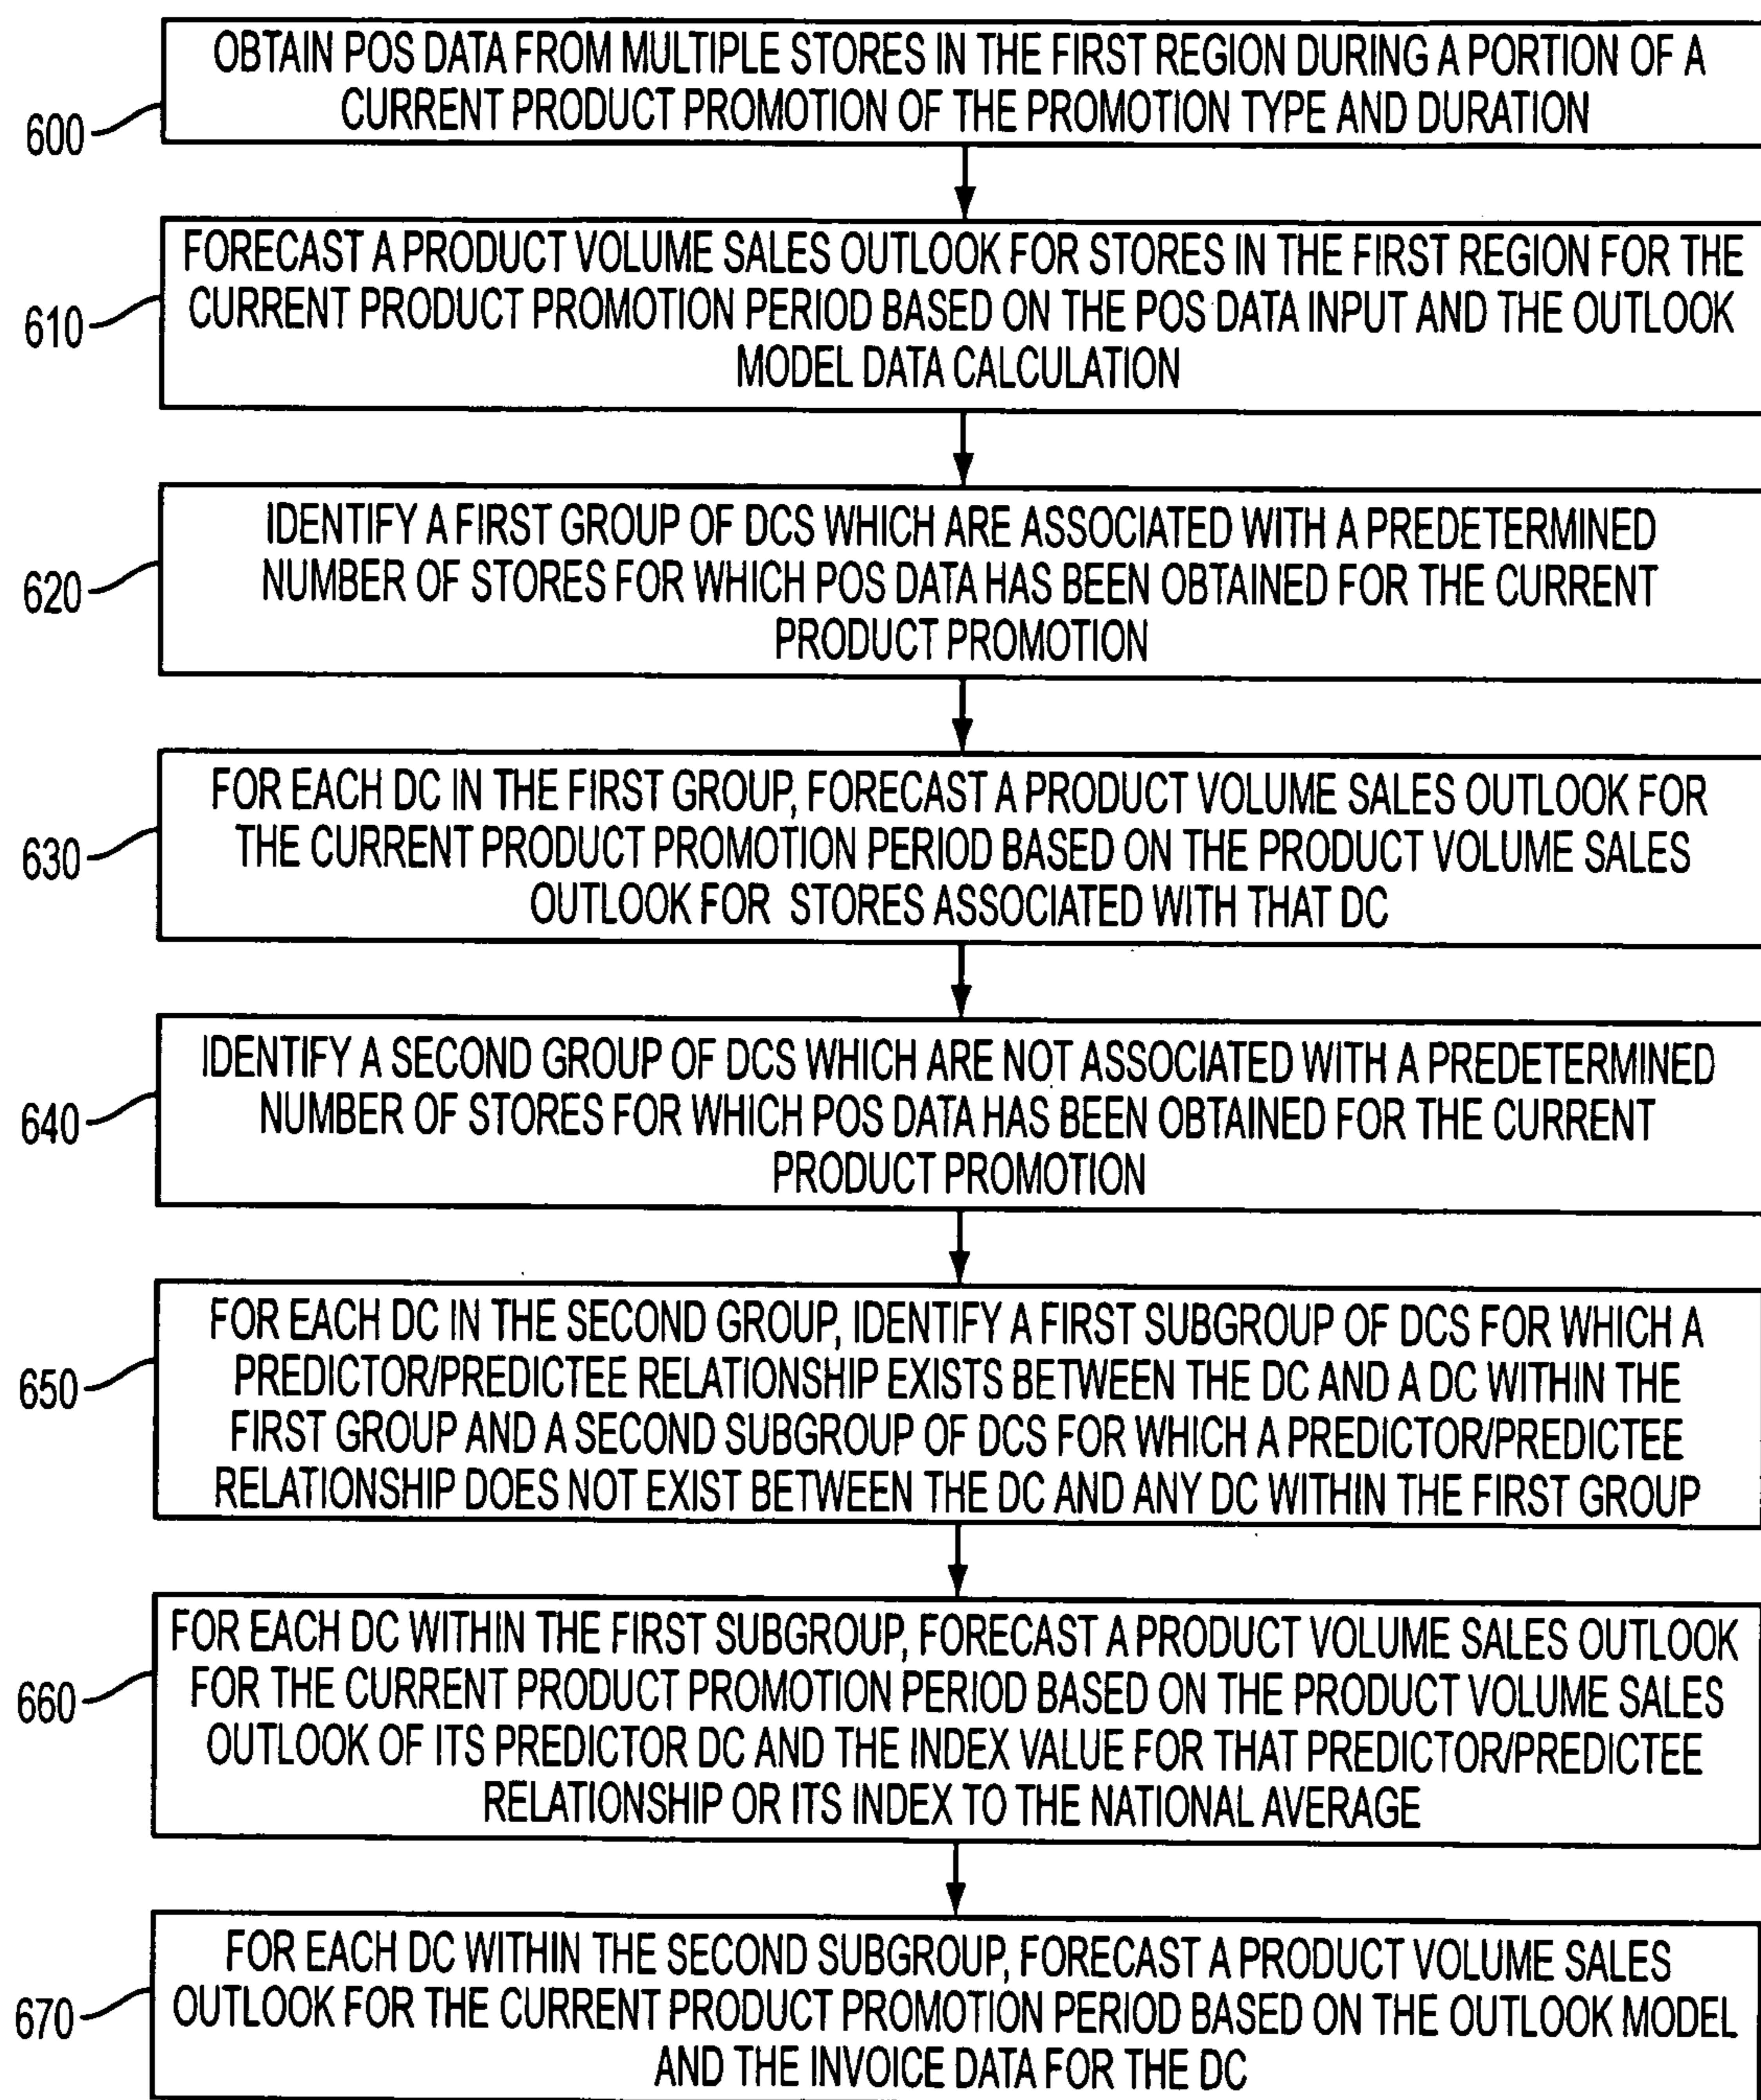 OBTAIN POS DATA FROM MULTIPLE STORES IN THE FIRST REGION DURING A PORTION OF A
CURRENT PRODUCT PROMOTION OF THE PROMOTION TYPE AND DURATION
600
FORECAST A PRODUCT VOLUME SALES OUTLOOK FOR STORES IN THE FIRST REGION FOR THE
CURRENT PRODUCT PROMOTION PERIOD BASED ON THE POS DATA INPUT AND THE OUTLOOK
MODEL DATA CALCULATION
610
IDENTIFY A FIRST GROUP OF DCS WHICH ARE ASSOCIATED WITH A PREDETERMINED
NUMBER OF STORES FOR WHICH POS DATA HAS BEEN OBTAINED FOR THE CURRENT
PRODUCT PROMOTION
620
FOR EACH DC IN THE FIRST GROUP, FORECAST A PRODUCT VOLUME SALES OUTLOOK FOR
THE CURRENT PRODUCT PROMOTION PERIOD BASED ON THE PRODUCT VOLUME SALES
OUTLOOK FOR STORES ASSOCIATED WITH THAT DC
630
IDENTIFY A SECOND GROUP OF DCS WHICH ARE NOT ASSOCIATED WITH A PREDETERMINED
NUMBER OF STORES FOR WHICH POS DATA HAS BEEN OBTAINED FOR THE CURRENT
PRODUCT PROMOTION
640
FOR EACH DC IN THE SECOND GROUP, IDENTIFY A FIRST SUBGROUP OF DCS FOR WHICH A
PREDICTOR/PREDICTEE RELATIONSHIP EXISTS BETWEEN THE DC AND A DC WITHIN THE
FIRST GROUP AND A SECOND SUBGROUP OF DCS FOR WHICH A PREDICTOR/PREDICTEE
RELATIONSHIP DOES NOT EXIST BETWEEN THE DC AND ANY DC WITHIN THE FIRST GROUP
650
FOR EACH DC WITHIN THE FIRST SUBGROUP, FORECAST A PRODUCT VOLUME SALES OUTLOOK
FOR THE CURRENT PRODUCT PROMOTION PERIOD BASED ON THE PRODUCT VOLUME SALES
OUTLOOK OF ITS PREDICTOR DC AND THE INDEX VALUE FOR THAT PREDICTOR/PREDICTEE
RELATIONSHIP OR ITS INDEX TO THE NATIONAL AVERAGE
660
FOR EACH DC WITHIN THE SECOND SUBGROUP, FORECAST A PRODUCT VOLUME SALES
OUTLOOK FOR THE CURRENT PRODUCT PROMOTION PERIOD BASED ON THE OUTLOOK MODEL
AND THE INVOICE DATA FOR THE DC
670